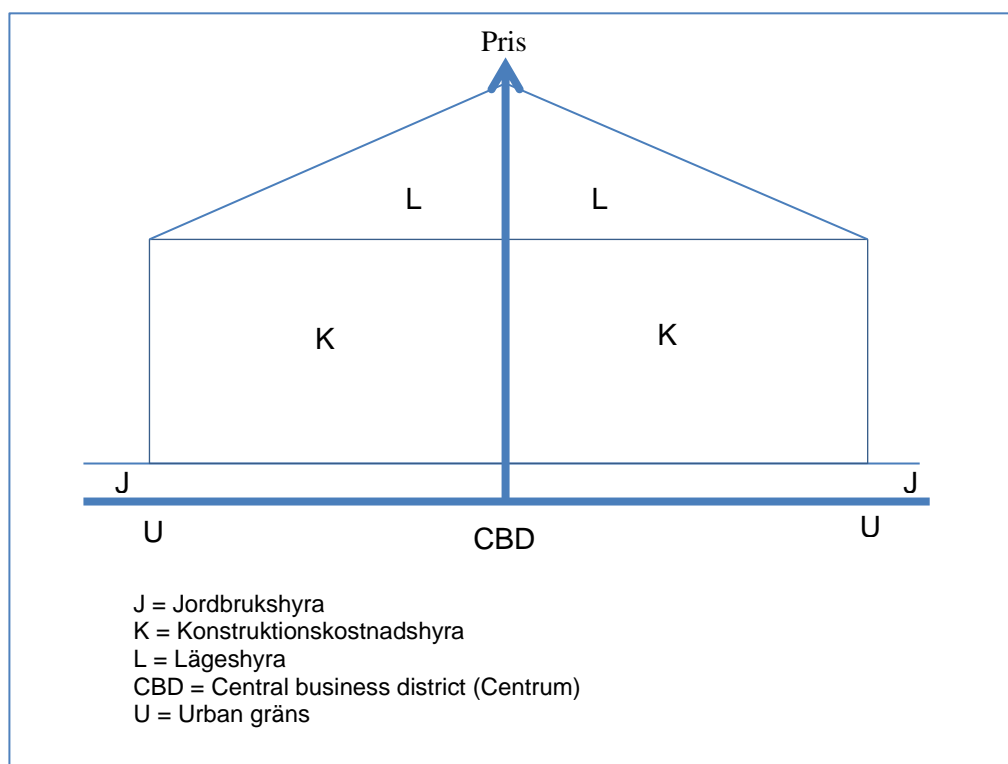 Pris
L L
K K
J J
U CBD U
J = Jordbrukshyra
K = Konstruktionskostnadshyra
L = Lägeshyra
CBD = Central business district (Centrum)
U = Urban gräns